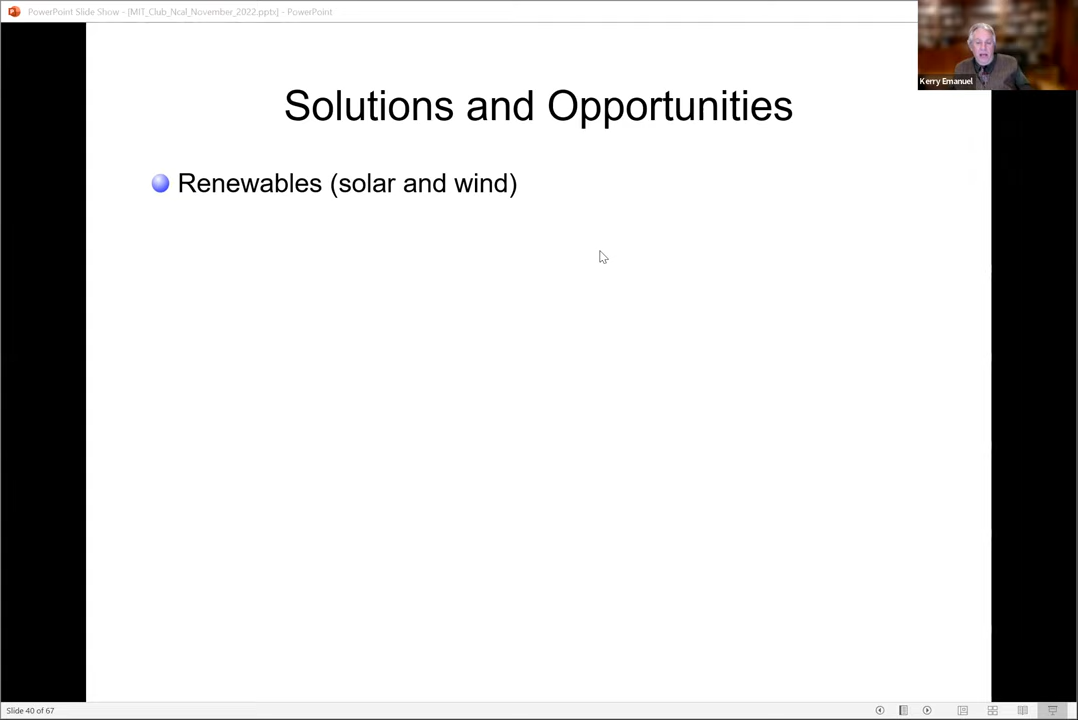 PowerPoint Slide Show - [MIT_Club_Ncal_November_2022.pptx] - PowerPoint
Kerry Emanuel
Solutions and Opportunities
Renewables (solar and wind)
Slide 40 of 67